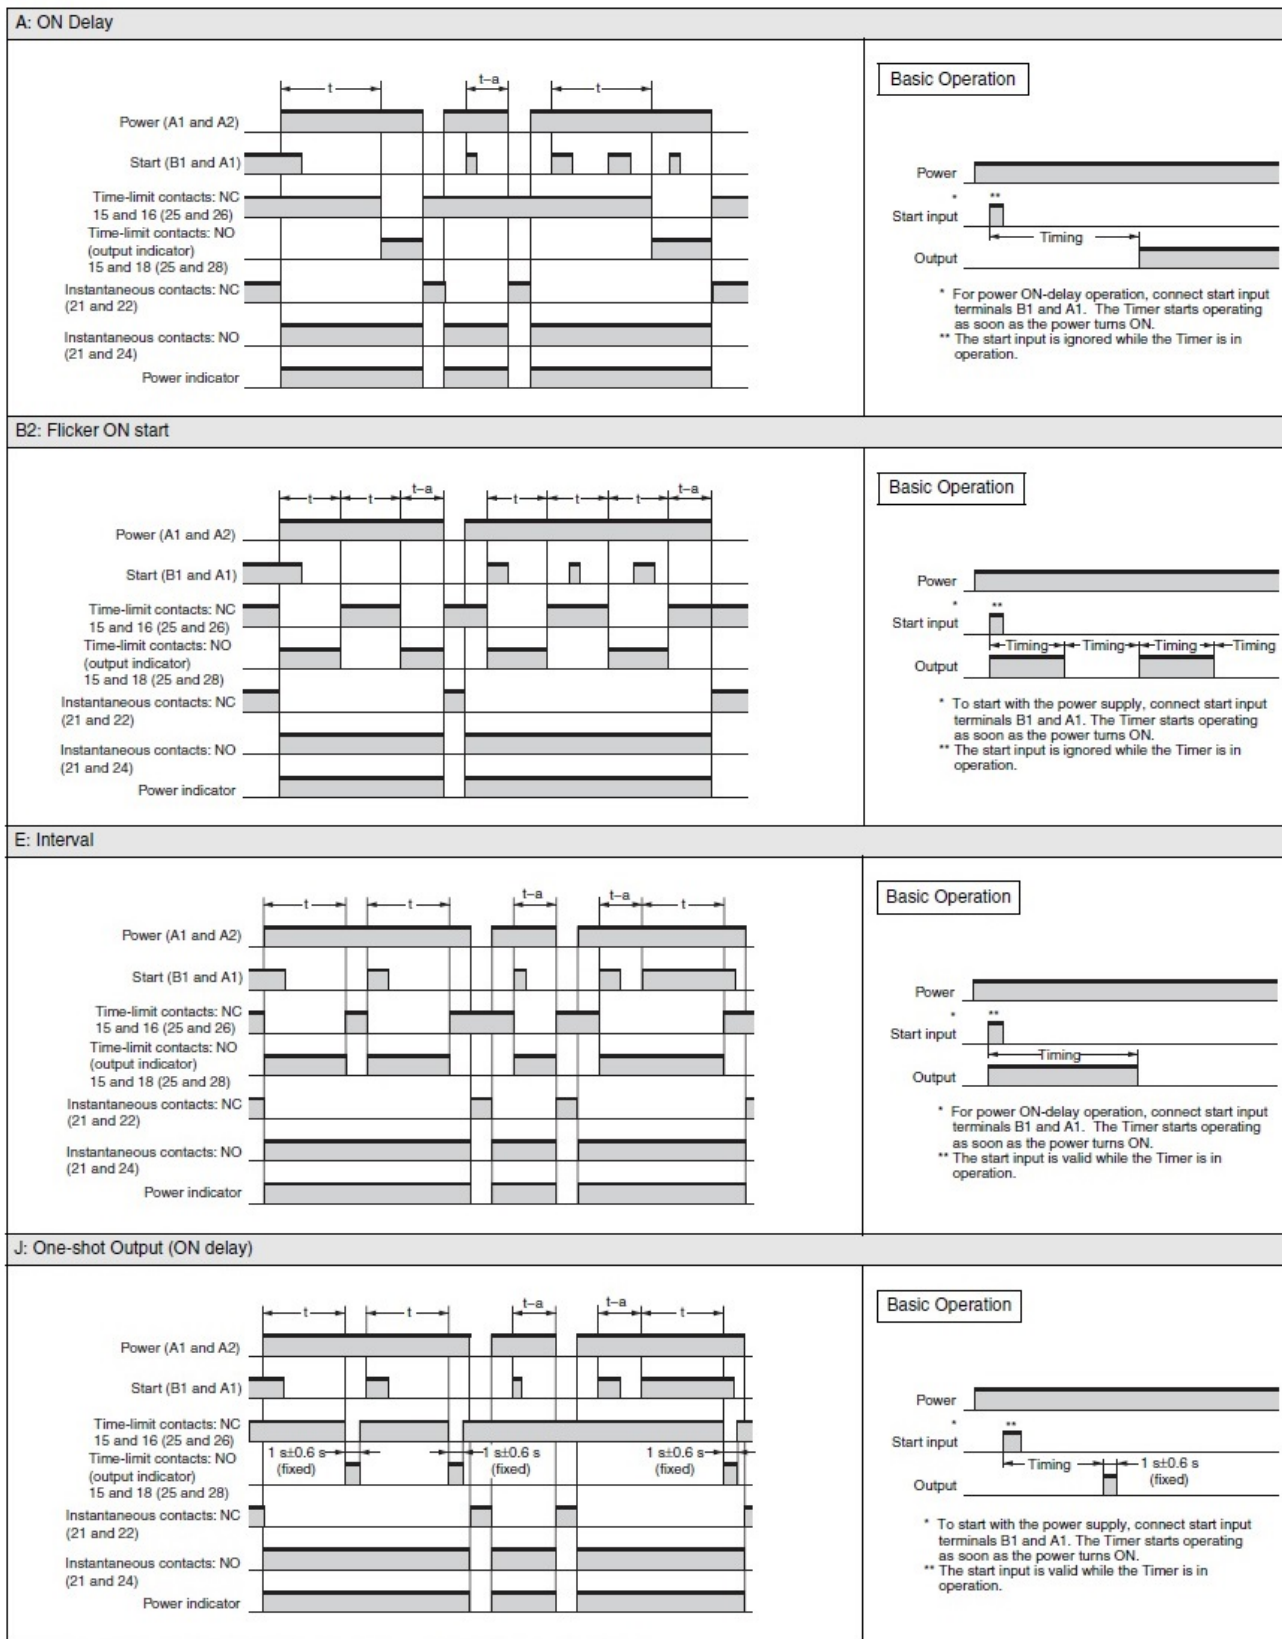 A: ON Delay
t
t–a
t
Power (A1 and A2)
Start (B1 and A1)
Time-limit contacts: NC
15 and 16 (25 and 26)
Time-limit contacts: NO
(output indicator)
15 and 18 (25 and 28)
Instantaneous contacts: NC
(21 and 22)
Instantaneous contacts: NO
(21 and 24)
Power indicator
Basic Operation
Power
*
**
Start input
Timing
Output
* For power ON-delay operation, connect start input
terminals B1 and A1. The Timer starts operating
as soon as the power turns ON.
** The start input is ignored while the Timer is in
operation.
B2: Flicker ON start
t
t
t–a
t
t
t
t–a
Power (A1 and A2)
Start (B1 and A1)
Time-limit contacts: NC
15 and 16 (25 and 26)
Time-limit contacts: NO
(output indicator)
15 and 18 (25 and 28)
Instantaneous contacts: NC
(21 and 22)
Instantaneous contacts: NO
(21 and 24)
Power indicator
Basic Operation
Power
*
**
Start input
Timing
Timing
Timing
Timing
Output
* To start with the power supply, connect start input
terminals B1 and A1. The Timer starts operating
as soon as the power turns ON.
** The start input is ignored while the Timer is in
operation.
E: Interval
t
t
t–a
t–a
t
Power (A1 and A2)
Start (B1 and A1)
Time-limit contacts: NC
15 and 16 (25 and 26)
Time-limit contacts: NO
(output indicator)
15 and 18 (25 and 28)
Instantaneous contacts: NC
(21 and 22)
Instantaneous contacts: NO
(21 and 24)
Power indicator
Basic Operation
Power
*
**
Start input
Timing
Output
* For power ON-delay operation, connect start input
terminals B1 and A1. The Timer starts operating
as soon as the power turns ON.
** The start input is valid while the Timer is in
operation.
J: One-shot Output (ON delay)
t
t
t–a
t–a
t
Power (A1 and A2)
Start (B1 and A1)
Time-limit contacts: NC
15 and 16 (25 and 26)
Time-limit contacts: NO
(output indicator)
15 and 18 (25 and 28)
1 s±0.6 s
(fixed)
1 s±0.6 s
(fixed)
1 s±0.6 s
(fixed)
Instantaneous contacts: NC
(21 and 22)
Instantaneous contacts: NO
(21 and 24)
Power indicator
Basic Operation
Power
*
**
Start input
Timing
1 s±0.6 s
(fixed)
Output
* To start with the power supply, connect start input
terminals B1 and A1. The Timer starts operating
as soon as the power turns ON.
** The start input is valid while the Timer is in
operation.